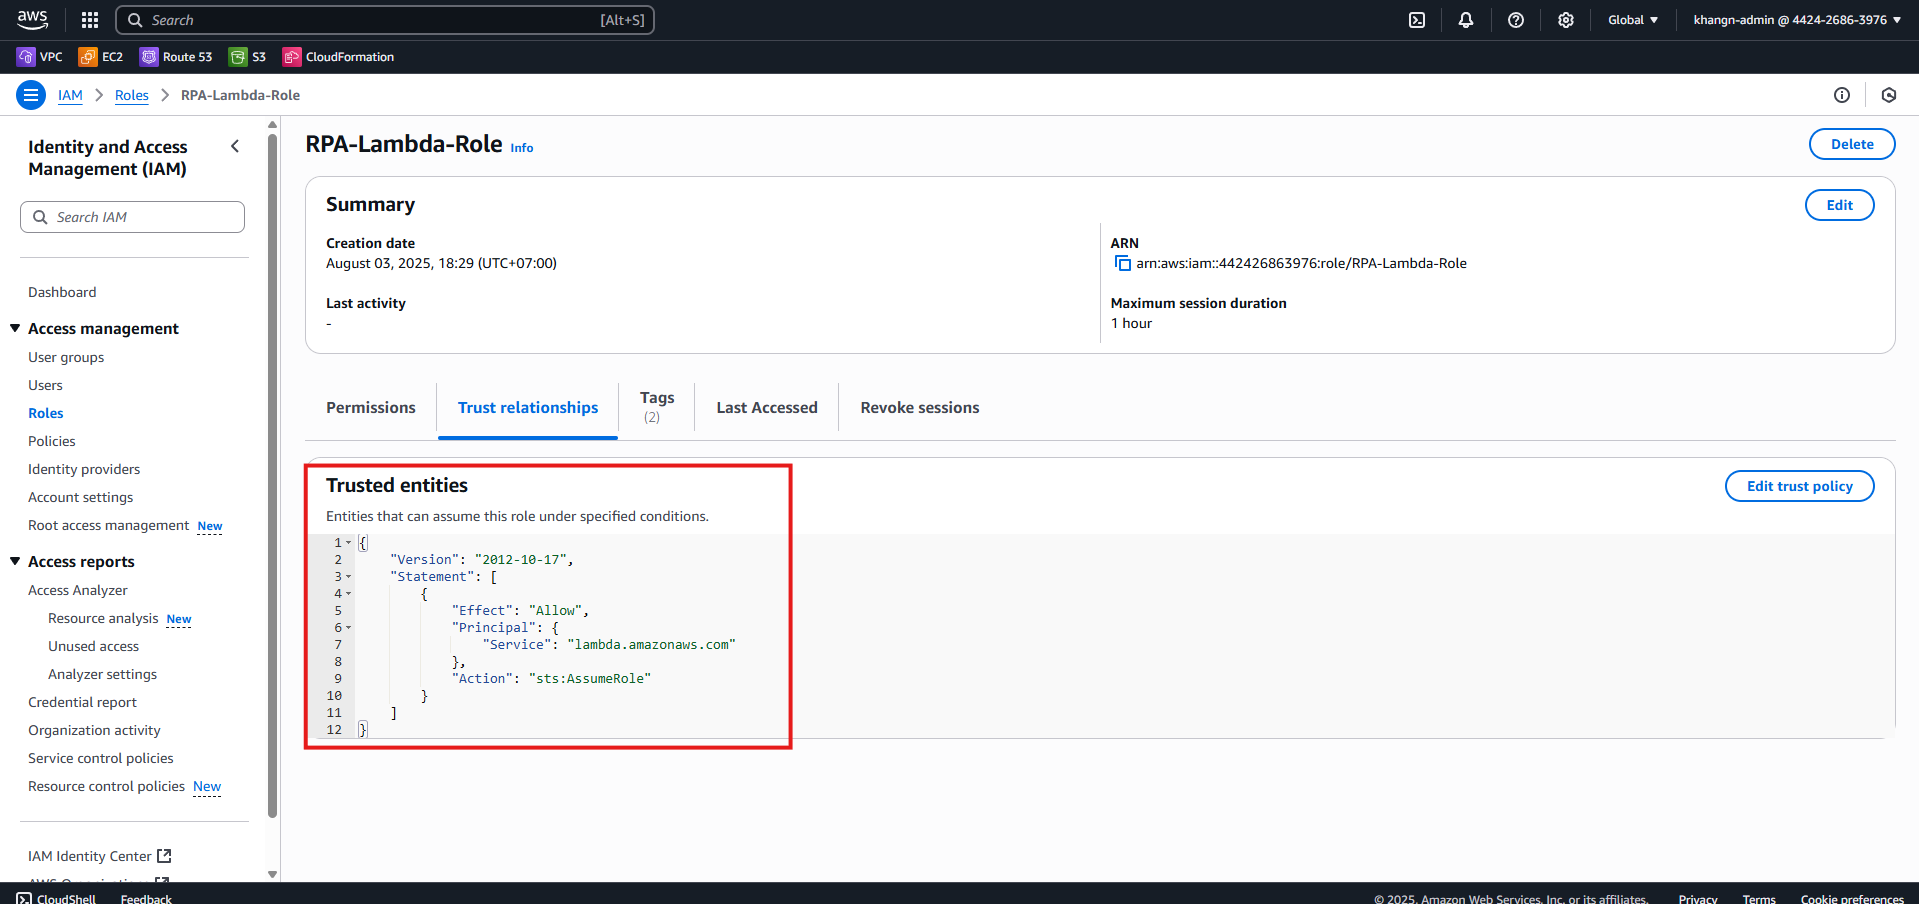 aws
Search [Alt+S]
Global khangn-admin @ 4424-2686-3976
VPC EC2 Route 53 S3 CloudFormation
IAM Roles RPA-Lambda-Role
Identity and Access
Management (IAM)
Search IAM
Dashboard
Access management
User groups
Users
Roles
Policies
Identity providers
Account settings
Root access management New
Access reports
Access Analyzer
Resource analysis New
Unused access
Analyzer settings
Credential report
Organization activity
Service control policies
Resource control policies New
IAM Identity Center
RPA-Lambda-Role Info
Delete
Summary
Edit
Creation date
August 03, 2025, 18:29 (UTC+07:00)
Last activity
-
ARN
arn:aws:iam::442426863976:role/RPA-Lambda-Role
Maximum session duration
1 hour
Permissions
Trust relationships
Tags
(2)
Last Accessed
Revoke sessions
Trusted entities
Edit trust policy
Entities that can assume this role under specified conditions.
1 {
2 "Version": "2012-10-17",
3 "Statement": [
4 {
5 "Effect": "Allow",
6 "Principal": {
7 "Service": "lambda.amazonaws.com"
8 },
9 "Action": "sts:AssumeRole"
10 }
11 ]
12 }
CloudShell Feedback
© 2025, Amazon Web Services, Inc. or its affiliates. Privacy Terms Cookie preferences